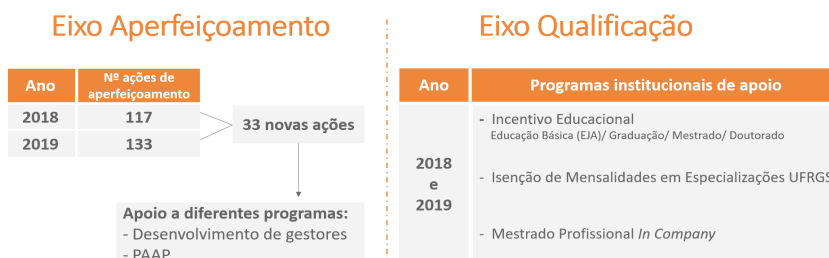 Eixo Aperfeiçoamento
Ano
Nº ações de
aperfeiçoamento
2018
117
2019
133
33 novas ações
Apoio a diferentes programas:
- Desenvolvimento de gestores
- PAAP
Eixo Qualificação
Ano
Programas institucionais de apoio
2018
e
2019
- Incentivo Educacional
Educação Básica (EJA)/ Graduação/ Mestrado/ Doutorado
- Isenção de Mensalidades em Especializações UFRGS
- Mestrado Profissional In Company